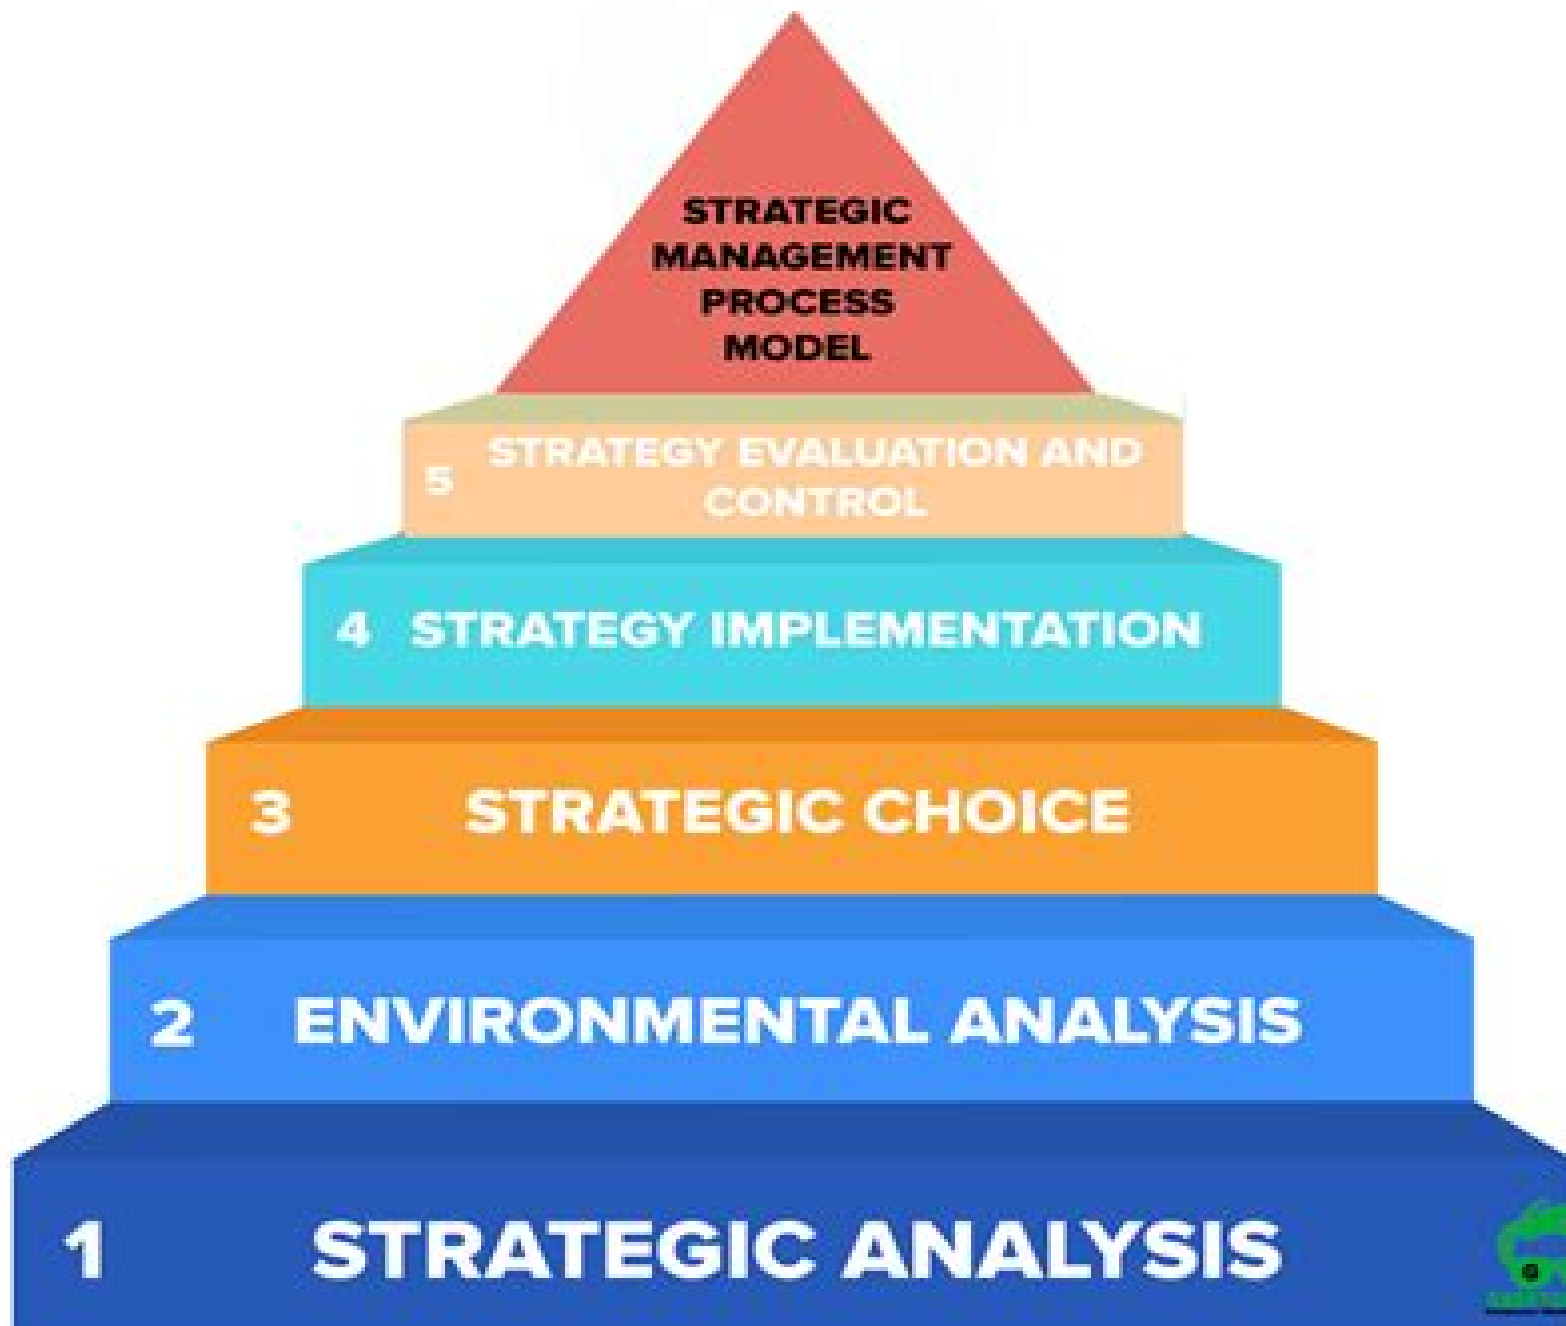 STRATEGIC
MANAGEMENT
PROCESS
MODEL
5 STRATEGY EVALUATION AND
CONTROL
4 STRATEGY IMPLEMENTATION
3 STRATEGIC CHOICE
2 ENVIRONMENTAL ANALYSIS
1 STRATEGIC ANALYSIS